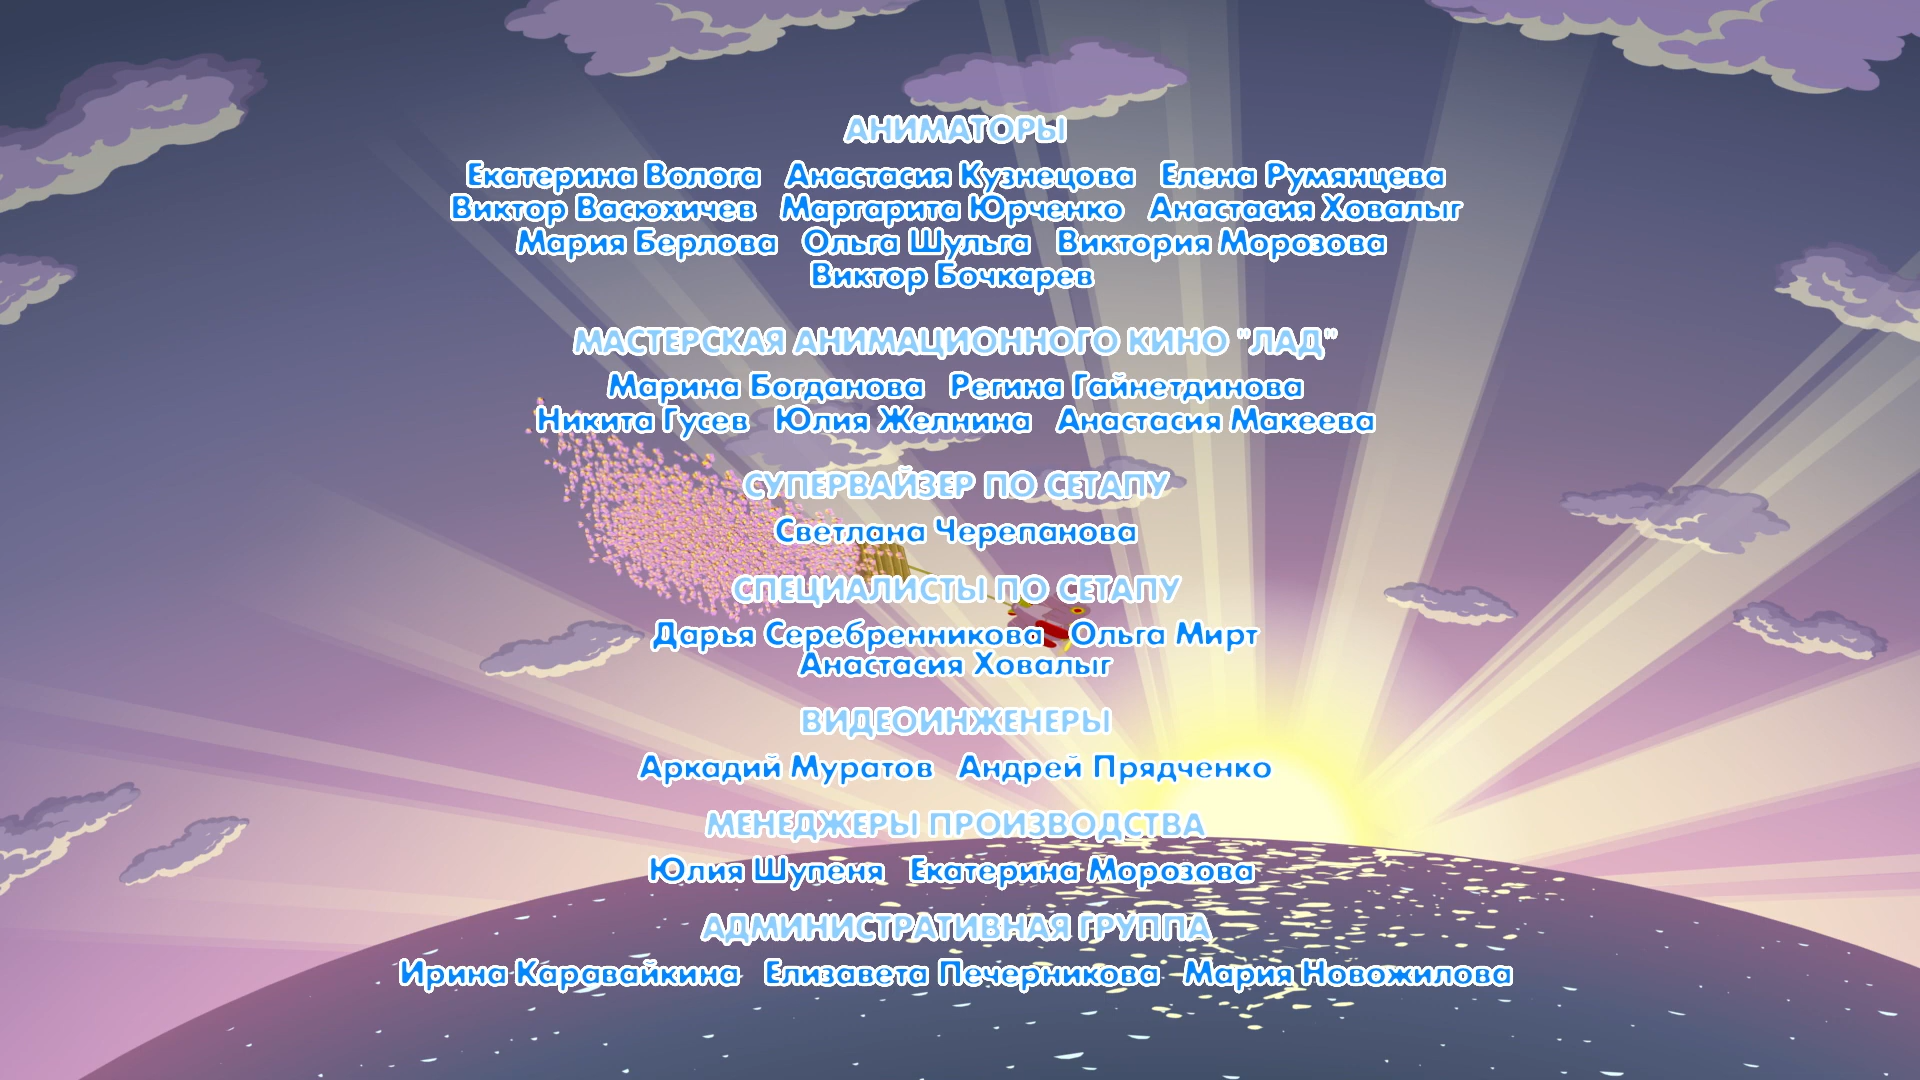 АНИМАТОРЫ
Екатерина Волога Анастасия Кузнецова Елена Румянцева
Виктор Васюхичев Маргарита Юрченко Анастасия Ховалыг
Мария Берлова Ольга Шульга Виктория Морозова
Виктор Бочкарев
МАСТЕРСКАЯ АНИМАЦИОННОГО КИНО "ЛАД"
Марина Богданова Регина Гайнетдинова
Никита Гусев Юлия Желнина Анастасия Макеева
СУПЕРВАЙЗЕР ПО СЕТАПУ
Светлана Черепанова
СПЕЦИАЛИСТЫ ПО СЕТАПУ
Дарья Серебренникова Ольга Мирт
Анастасия Ховалыг
ВИДЕОИНЖЕНЕРЫ
Аркадий Муратов Андрей Прядченко
МЕНЕДЖЕРЫ ПРОИЗВОДСТВА
Юлия Шупеня Екатерина Морозова
АДМИНИСТРАТИВНАЯ ГРУППА
Ирина Каравайкина Елизавета Печерникова Мария Новожилова